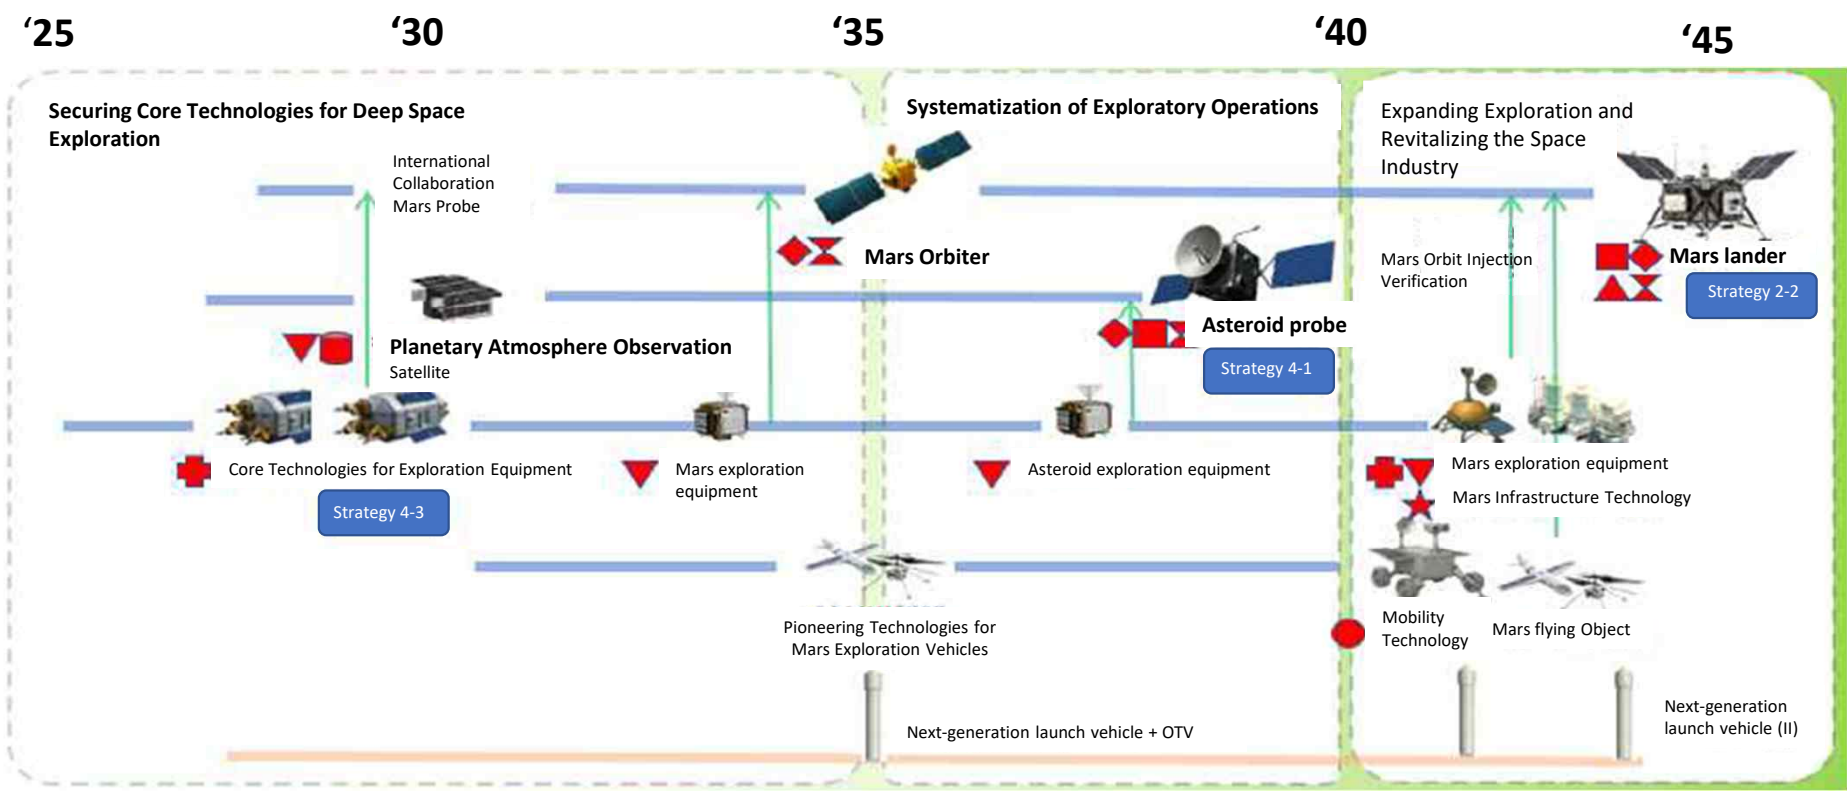 ‘25
‘30
‘35
‘40
‘45
Securing Core Technologies for Deep Space
Exploration
Systematization of Exploratory Operations
Expanding Exploration and
Revitalizing the Space
Industry
International
Collaboration
Mars Probe
Mars Orbiter
Mars Orbit Injection
Verification
Mars lander
Strategy 2-2
Planetary Atmosphere Observation
Satellite
Asteroid probe
Strategy 4-1
Core Technologies for Exploration Equipment
Strategy 4-3
Mars exploration
equipment
Asteroid exploration equipment
Mars exploration equipment
Mars Infrastructure Technology
Pioneering Technologies for
Mars Exploration Vehicles
Mobility
Technology
Mars flying Object
Next-generation launch vehicle + OTV
Next-generation
launch vehicle (II)